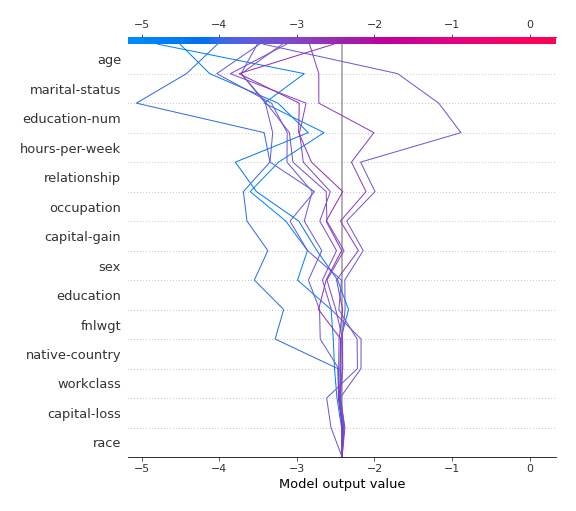 −5 −4 −3 −2 −1 0
age
marital-status
education-num
hours-per-week
relationship
occupation
capital-gain
sex
education
fnlwgt
native-country
workclass
capital-loss
race
−5 −4 −3 −2 −1 0
Model output value